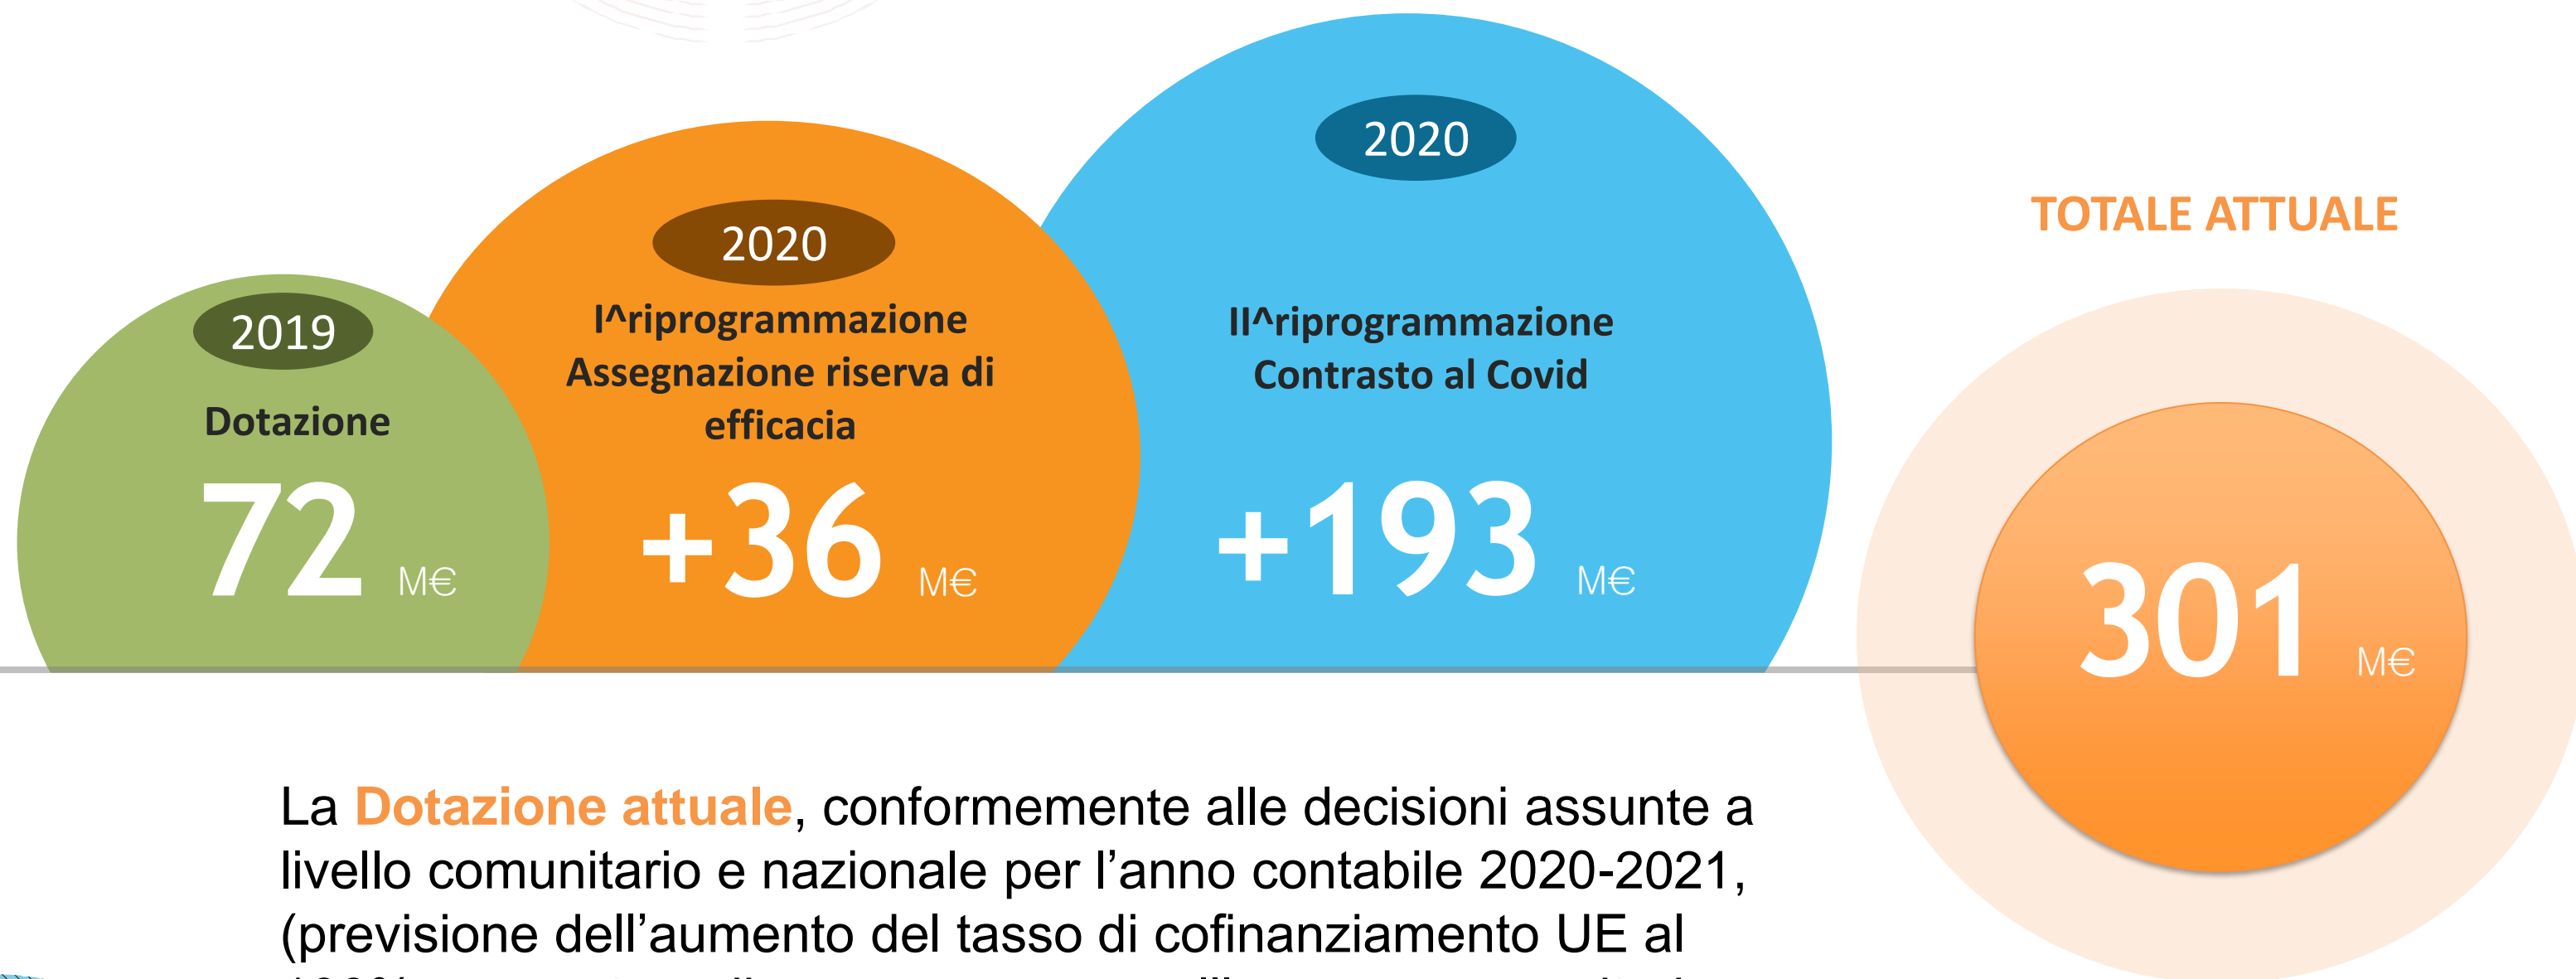 2019
Dotazione
72 M€
2020
I^riprogrammazione
Assegnazione riserva di
efficacia
+36 M€
2020
II^riprogrammazione
Contrasto al Covid
+193 M€
TOTALE ATTUALE
301 M€
La Dotazione attuale, conformemente alle decisioni assunte a
livello comunitario e nazionale per l’anno contabile 2020-2021,
(previsione dell’aumento del tasso di cofinanziamento UE al